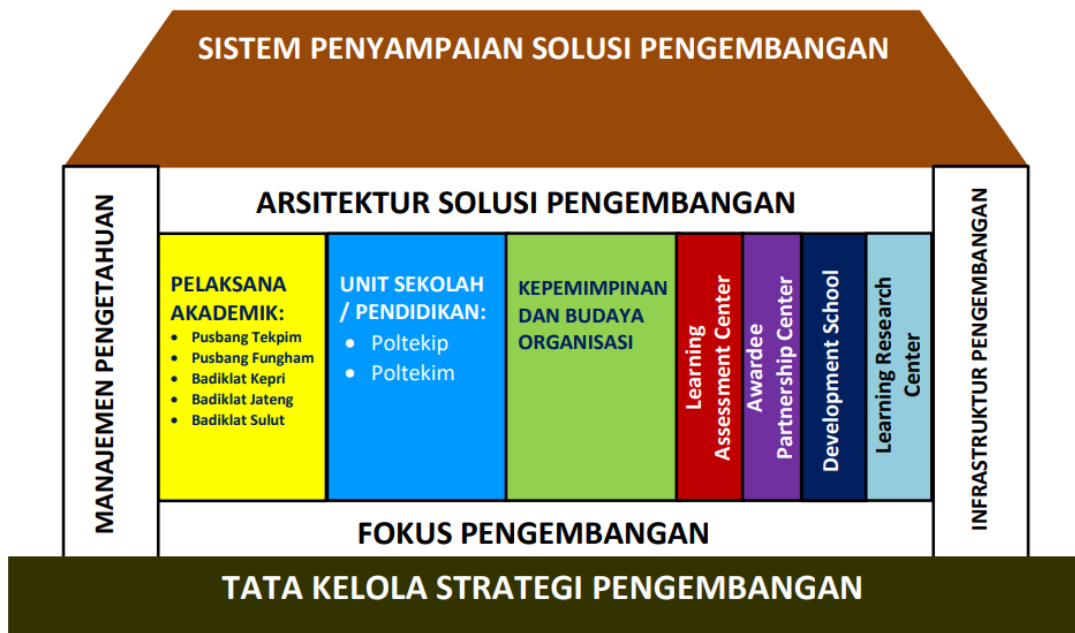 SISTEM PENYAMPAIAN SOLUSI PENGEMBANGAN
MANAJEMEN PENGETAHUAN
ARSITEKTUR SOLUSI PENGEMBANGAN
PELAKSANA
AKADEMIK:
• Pusbang Tekpim
• Pusbang Fungham
• Badiklat Kepri
• Badiklat Jateng
• Badiklat Sulut
UNIT SEKOLAH
/ PENDIDIKAN:
• Poltekip
• Poltekim
KEPEMIMPINAN
DAN BUDAYA
ORGANISASI
Learning
Assessment Center
Awardee
Partnership Center
Development School
Learning Research
Center
INFRASTRUKTUR PENGEMBANGAN
FOKUS PENGEMBANGAN
TATA KELOLA STRATEGI PENGEMBANGAN